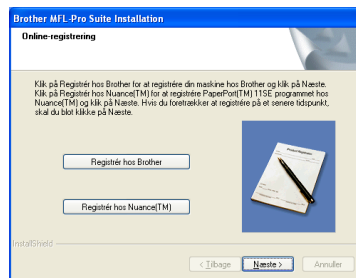 Brother MFL-Pro Suite Installation
Online-registrering
Klik på Registrér hos Brother for at registrére din maskine hos Brother og klik på Næste.
Klik på Registrér hos Nuance(TM) for at registrére PaperPort(TM) 11SE programmet hos
Nuance(TM) og klik på Næste. Hvis du foretrækker at registrére på et senere tidspunkt,
skal du blot klikke på Næste.
Registrér hos Brother
Registrér hos Nuance(TM)
InstallShield
< Tilbage
Næste >
Annuller